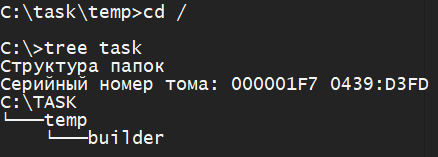 C:\task\temp>cd /
C:\>tree task
Структура папок
Серийный номер тома: 000001F7 0439:D3FD
C:\TASK
└───temp
    └───builder